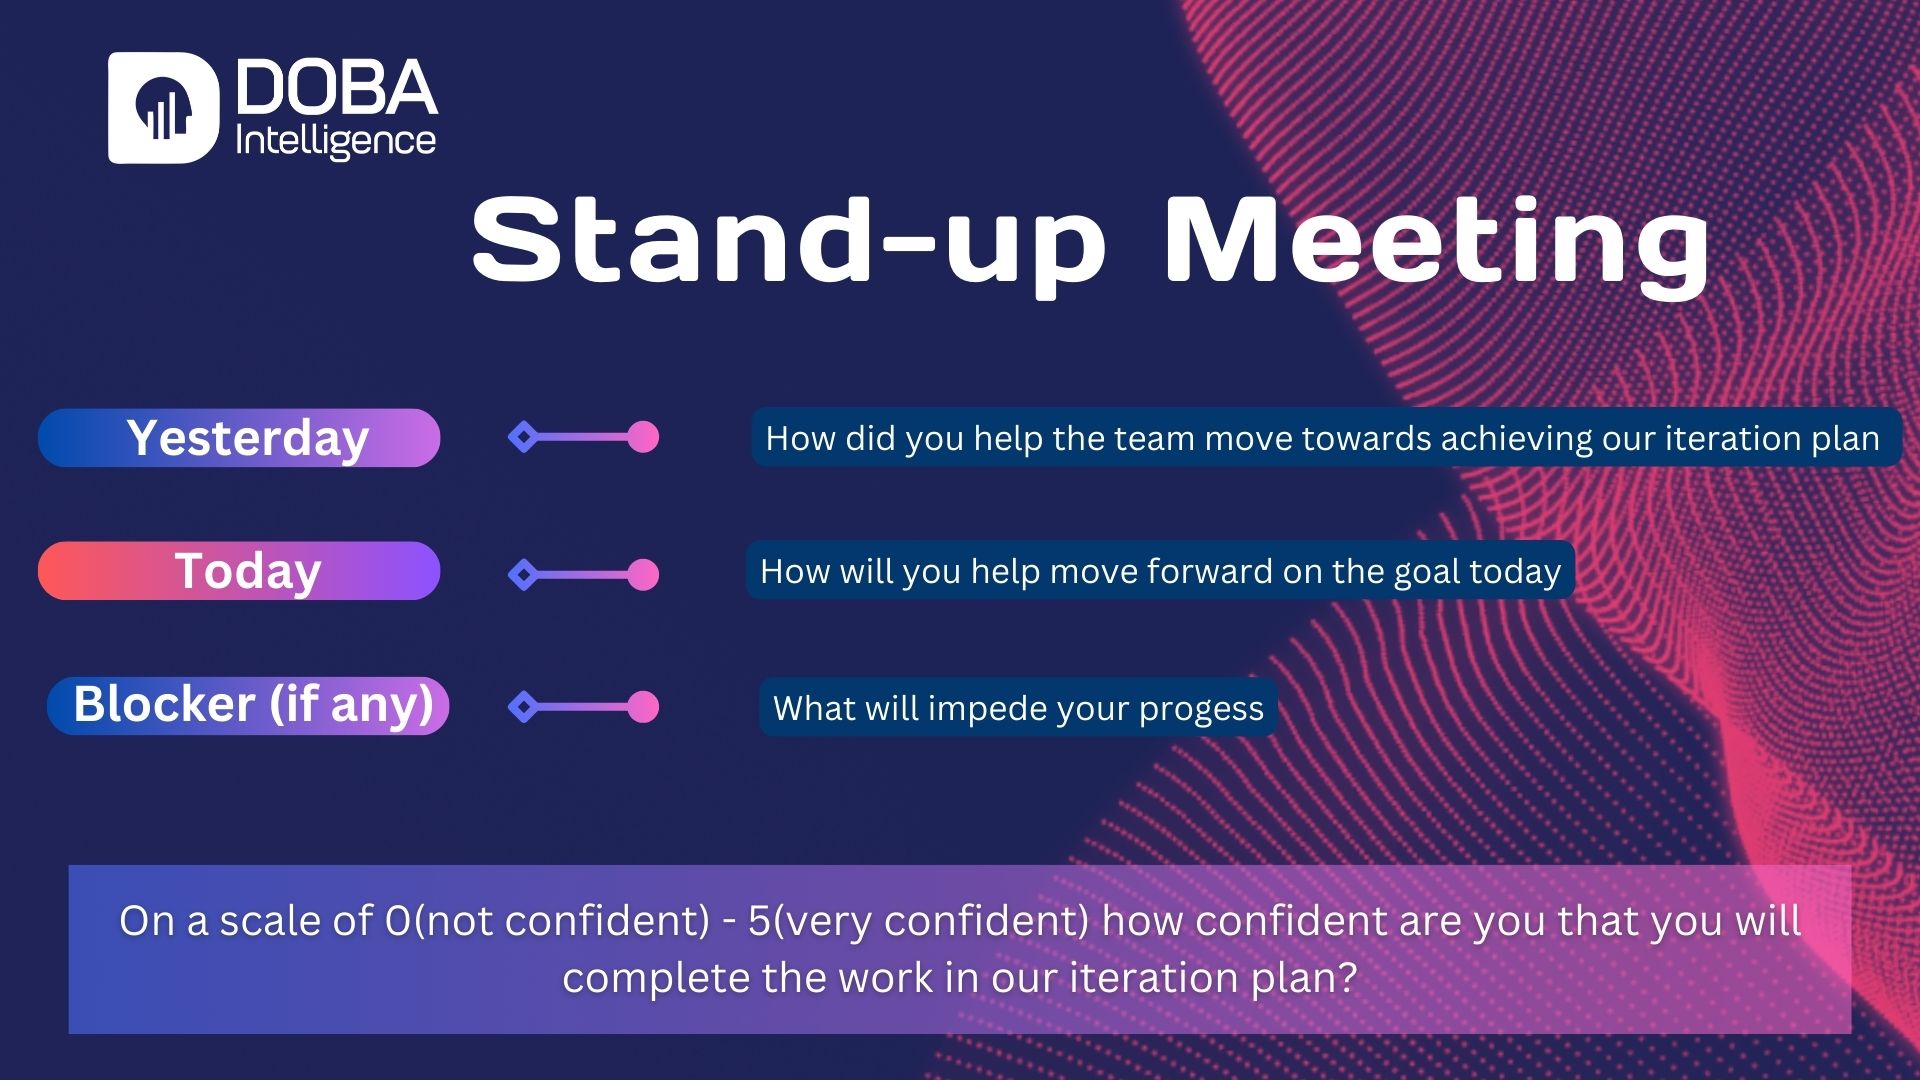 DOBA
Intelligence
Stand-up Meeting
Yesterday
How did you help the team move towards achieving our iteration plan
Today
How will you help move forward on the goal today
Blocker (if any)
What will impede your progess
On a scale of 0(not confident) - 5(very confident) how confident are you that you will
complete the work in our iteration plan?